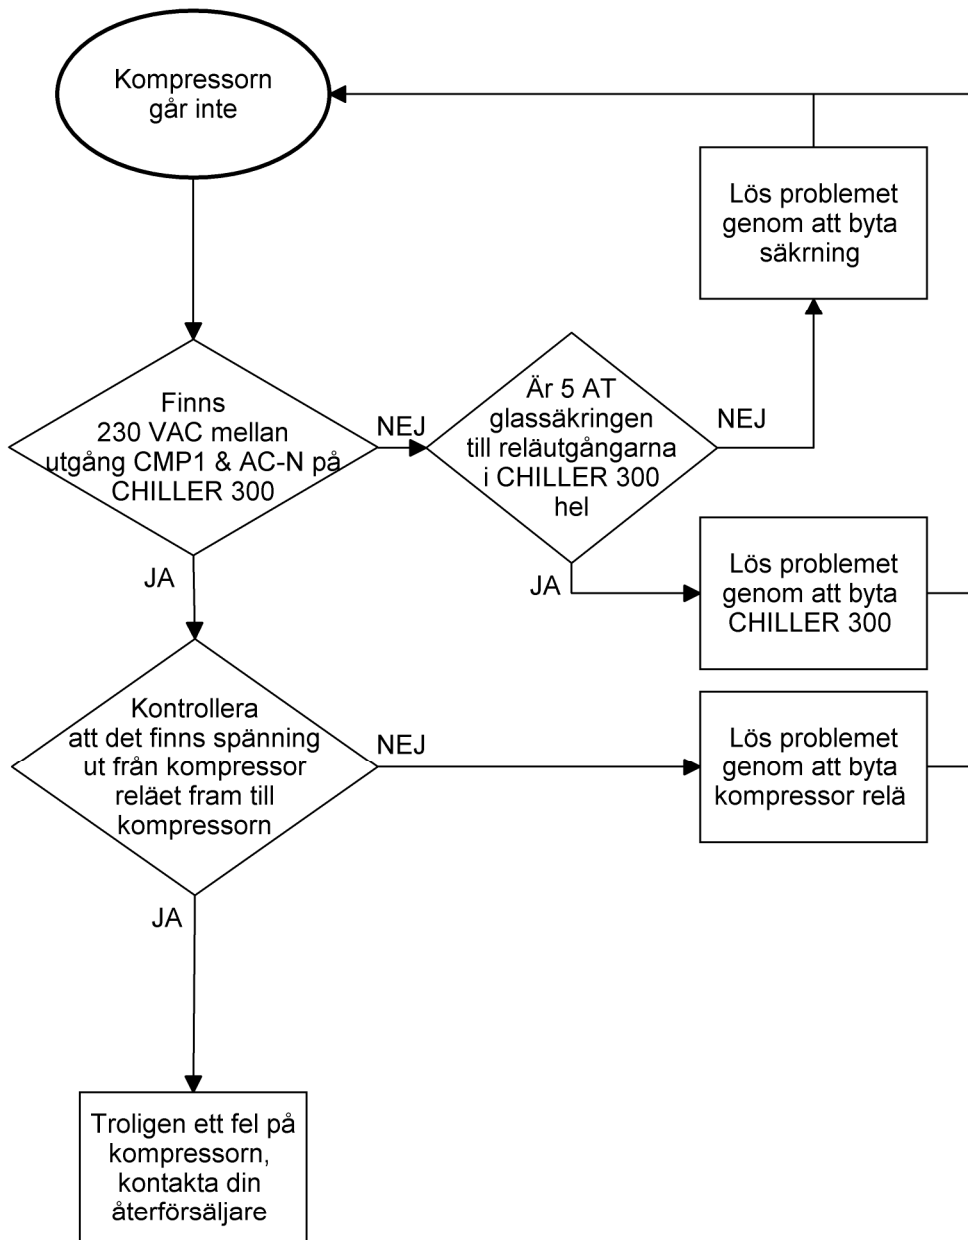 Kompressorn
går inte
Lös problemet
genom att byta
säkrning
Finns
230 VAC mellan
utgång CMP1 & AC-N på
CHILLER 300
NEJ
Är 5 AT
glassäkringen
till reläutgångarna
i CHILLER 300
hel
NEJ
JA
JA
Lös problemet
genom att byta
CHILLER 300
Kontrollera
att det finns spänning
ut från kompressor
reläet fram till
kompressorn
NEJ
Lös problemet
genom att byta
kompressor relä
JA
Troligen ett fel på
kompressorn,
kontakta din
återförsäljare